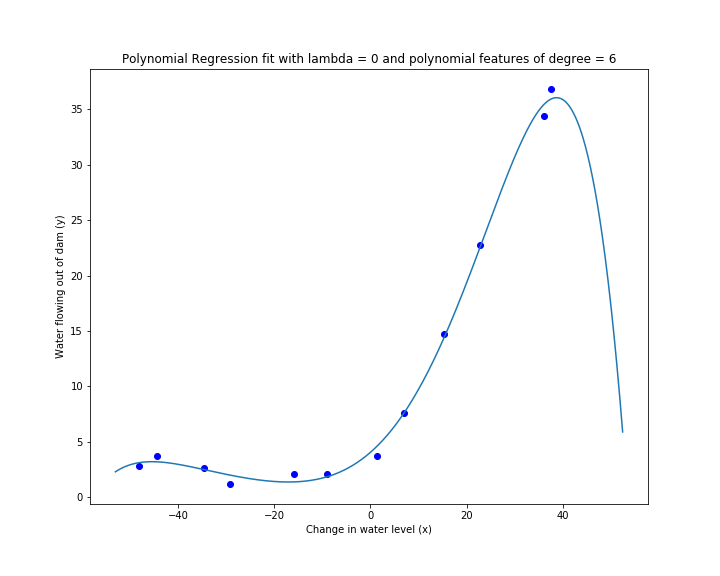 Polynomial Regression fit with lambda = 0 and polynomial features of degree = 6
35
30
25
20
15
10
5
0
Water flowing out of dam (y)
−40 −20 0 20 40
Change in water level (x)